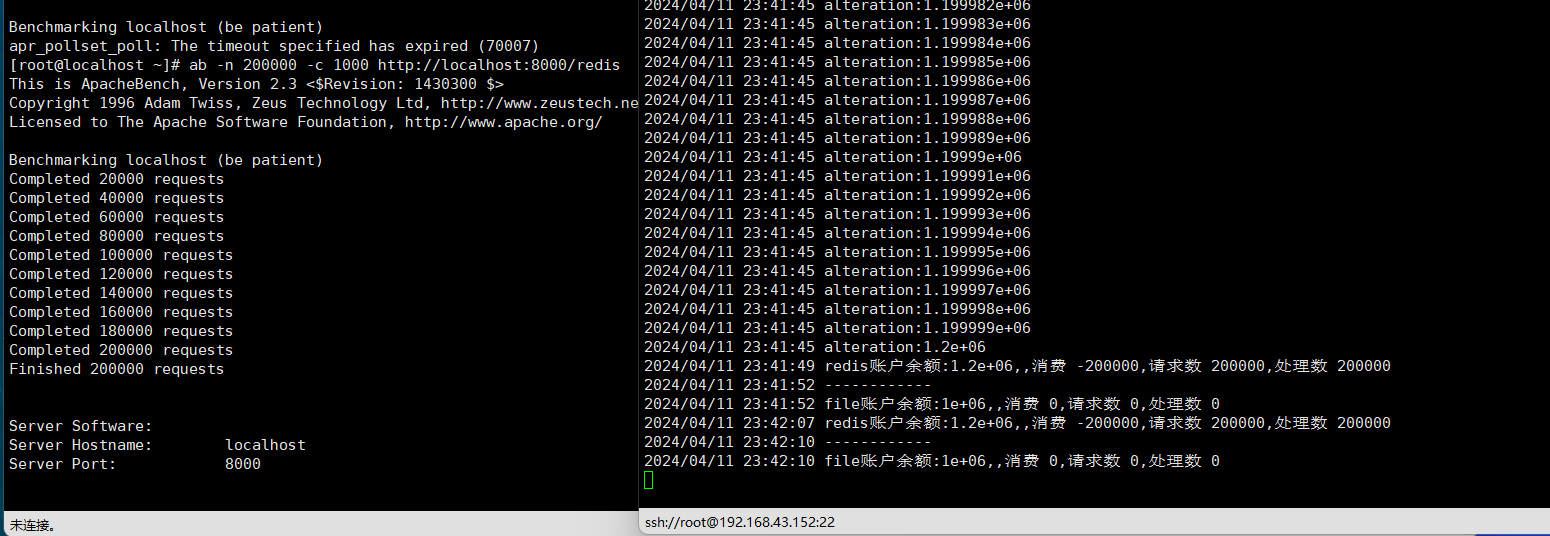 Benchmarking localhost (be patient)
apr_pollset_poll: The timeout specified has expired (70007)
[root@localhost ~]# ab -n 200000 -c 1000 http://localhost:8000/redis
This is ApacheBench, Version 2.3 <$Revision: 1430300 $>
Copyright 1996 Adam Twiss, Zeus Technology Ltd, http://www.zeustech.ne
Licensed to The Apache Software Foundation, http://www.apache.org/
Benchmarking localhost (be patient)
Completed 20000 requests
Completed 40000 requests
Completed 60000 requests
Completed 80000 requests
Completed 100000 requests
Completed 120000 requests
Completed 140000 requests
Completed 160000 requests
Completed 180000 requests
Completed 200000 requests
Finished 200000 requests
Server Software:
Server Hostname:        localhost
Server Port:            8000
未连接。
2024/04/11 23:41:45 alteration:1.199982e+06
2024/04/11 23:41:45 alteration:1.199983e+06
2024/04/11 23:41:45 alteration:1.199984e+06
2024/04/11 23:41:45 alteration:1.199985e+06
2024/04/11 23:41:45 alteration:1.199986e+06
2024/04/11 23:41:45 alteration:1.199987e+06
2024/04/11 23:41:45 alteration:1.199988e+06
2024/04/11 23:41:45 alteration:1.199989e+06
2024/04/11 23:41:45 alteration:1.19999e+06
2024/04/11 23:41:45 alteration:1.199991e+06
2024/04/11 23:41:45 alteration:1.199992e+06
2024/04/11 23:41:45 alteration:1.199993e+06
2024/04/11 23:41:45 alteration:1.199994e+06
2024/04/11 23:41:45 alteration:1.199995e+06
2024/04/11 23:41:45 alteration:1.199996e+06
2024/04/11 23:41:45 alteration:1.199997e+06
2024/04/11 23:41:45 alteration:1.199998e+06
2024/04/11 23:41:45 alteration:1.199999e+06
2024/04/11 23:41:45 alteration:1.2e+06
2024/04/11 23:41:49 redis账户余额:1.2e+06,,消费 -200000,请求数 200000,处理数 200000
2024/04/11 23:41:52 ------------
2024/04/11 23:41:52 file账户余额:1e+06,,消费 0,请求数 0,处理数 0
2024/04/11 23:42:07 redis账户余额:1.2e+06,,消费 -200000,请求数 200000,处理数 200000
2024/04/11 23:42:10 ------------
2024/04/11 23:42:10 file账户余额:1e+06,,消费 0,请求数 0,处理数 0
ssh://root@192.168.43.152:22